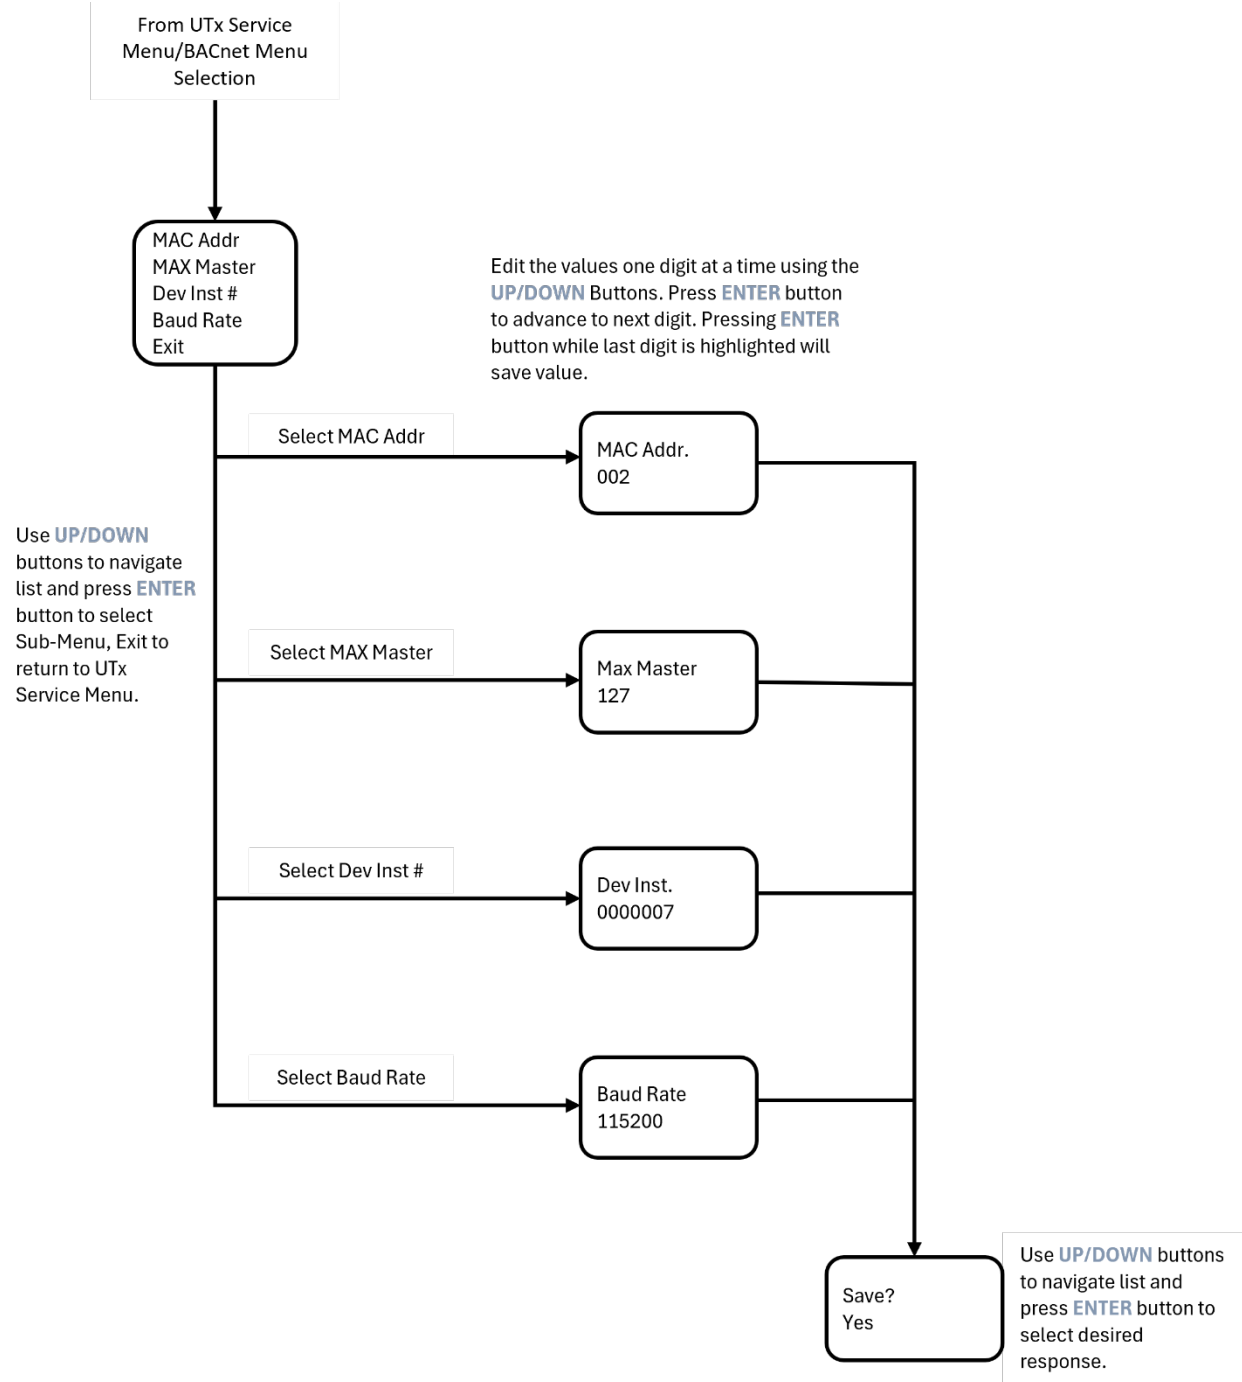 From UTx Service
Menu/BACnet Menu
Selection
MAC Addr
MAX Master
Dev Inst #
Baud Rate
Exit
Edit the values one digit at a time using the
UP/DOWN Buttons. Press ENTER button
to advance to next digit. Pressing ENTER
button while last digit is highlighted will
save value.
Select MAC Addr
MAC Addr.
002
Use UP/DOWN
buttons to navigate
list and press ENTER
button to select
Sub-Menu, Exit to
return to UTx
Service Menu.
Select MAX Master
Max Master
127
Select Dev Inst #
Dev Inst.
0000007
Select Baud Rate
Baud Rate
115200
Save?
Yes
Use UP/DOWN buttons
to navigate list and
press ENTER button to
select desired
response.